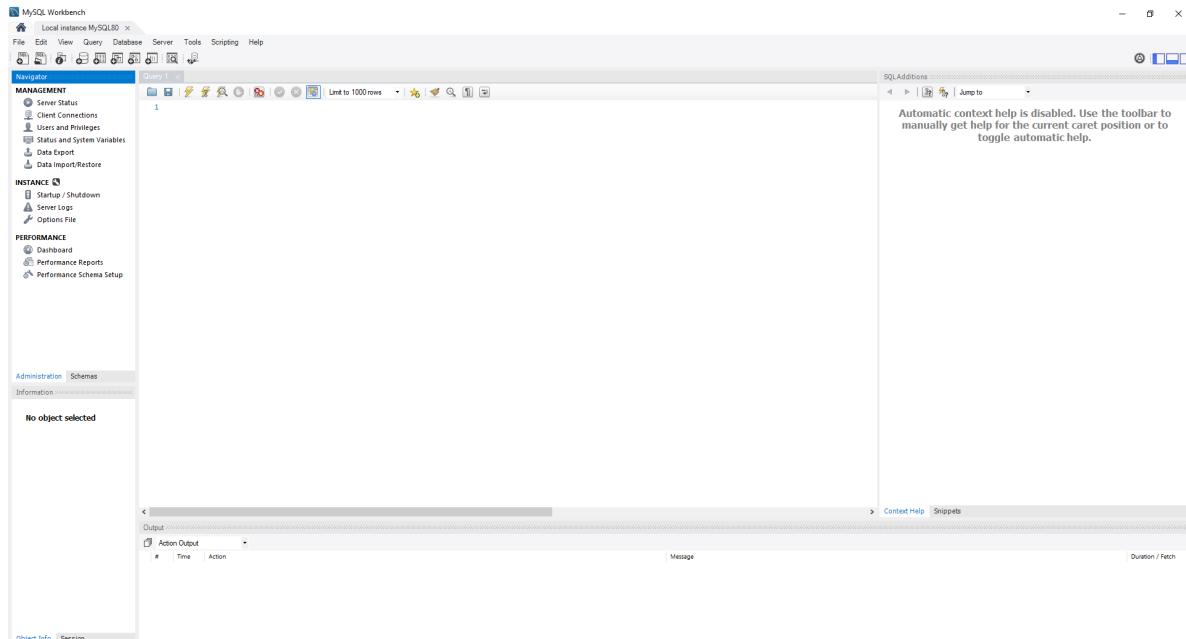 MySQL Workbench
Local instance MySQL80 ×
File Edit View Query Database Server Tools Scripting Help
Navigator
MANAGEMENT
Server Status
Client Connections
Users and Privileges
Status and System Variables
Data Export
Data Import/Restore
INSTANCE
Startup / Shutdown
Server Logs
Options File
PERFORMANCE
Dashboard
Performance Reports
Performance Schema Setup
Administration Schemas
Information
No object selected
Object Info Session
Query 1 ×
Limit to 1000 rows
1
Output
Action Output
# Time Action Message Duration / Fetch
SQLAdditions
Jump to
Automatic context help is disabled. Use the toolbar to
manually get help for the current caret position or to
toggle automatic help.
Context Help Snippets